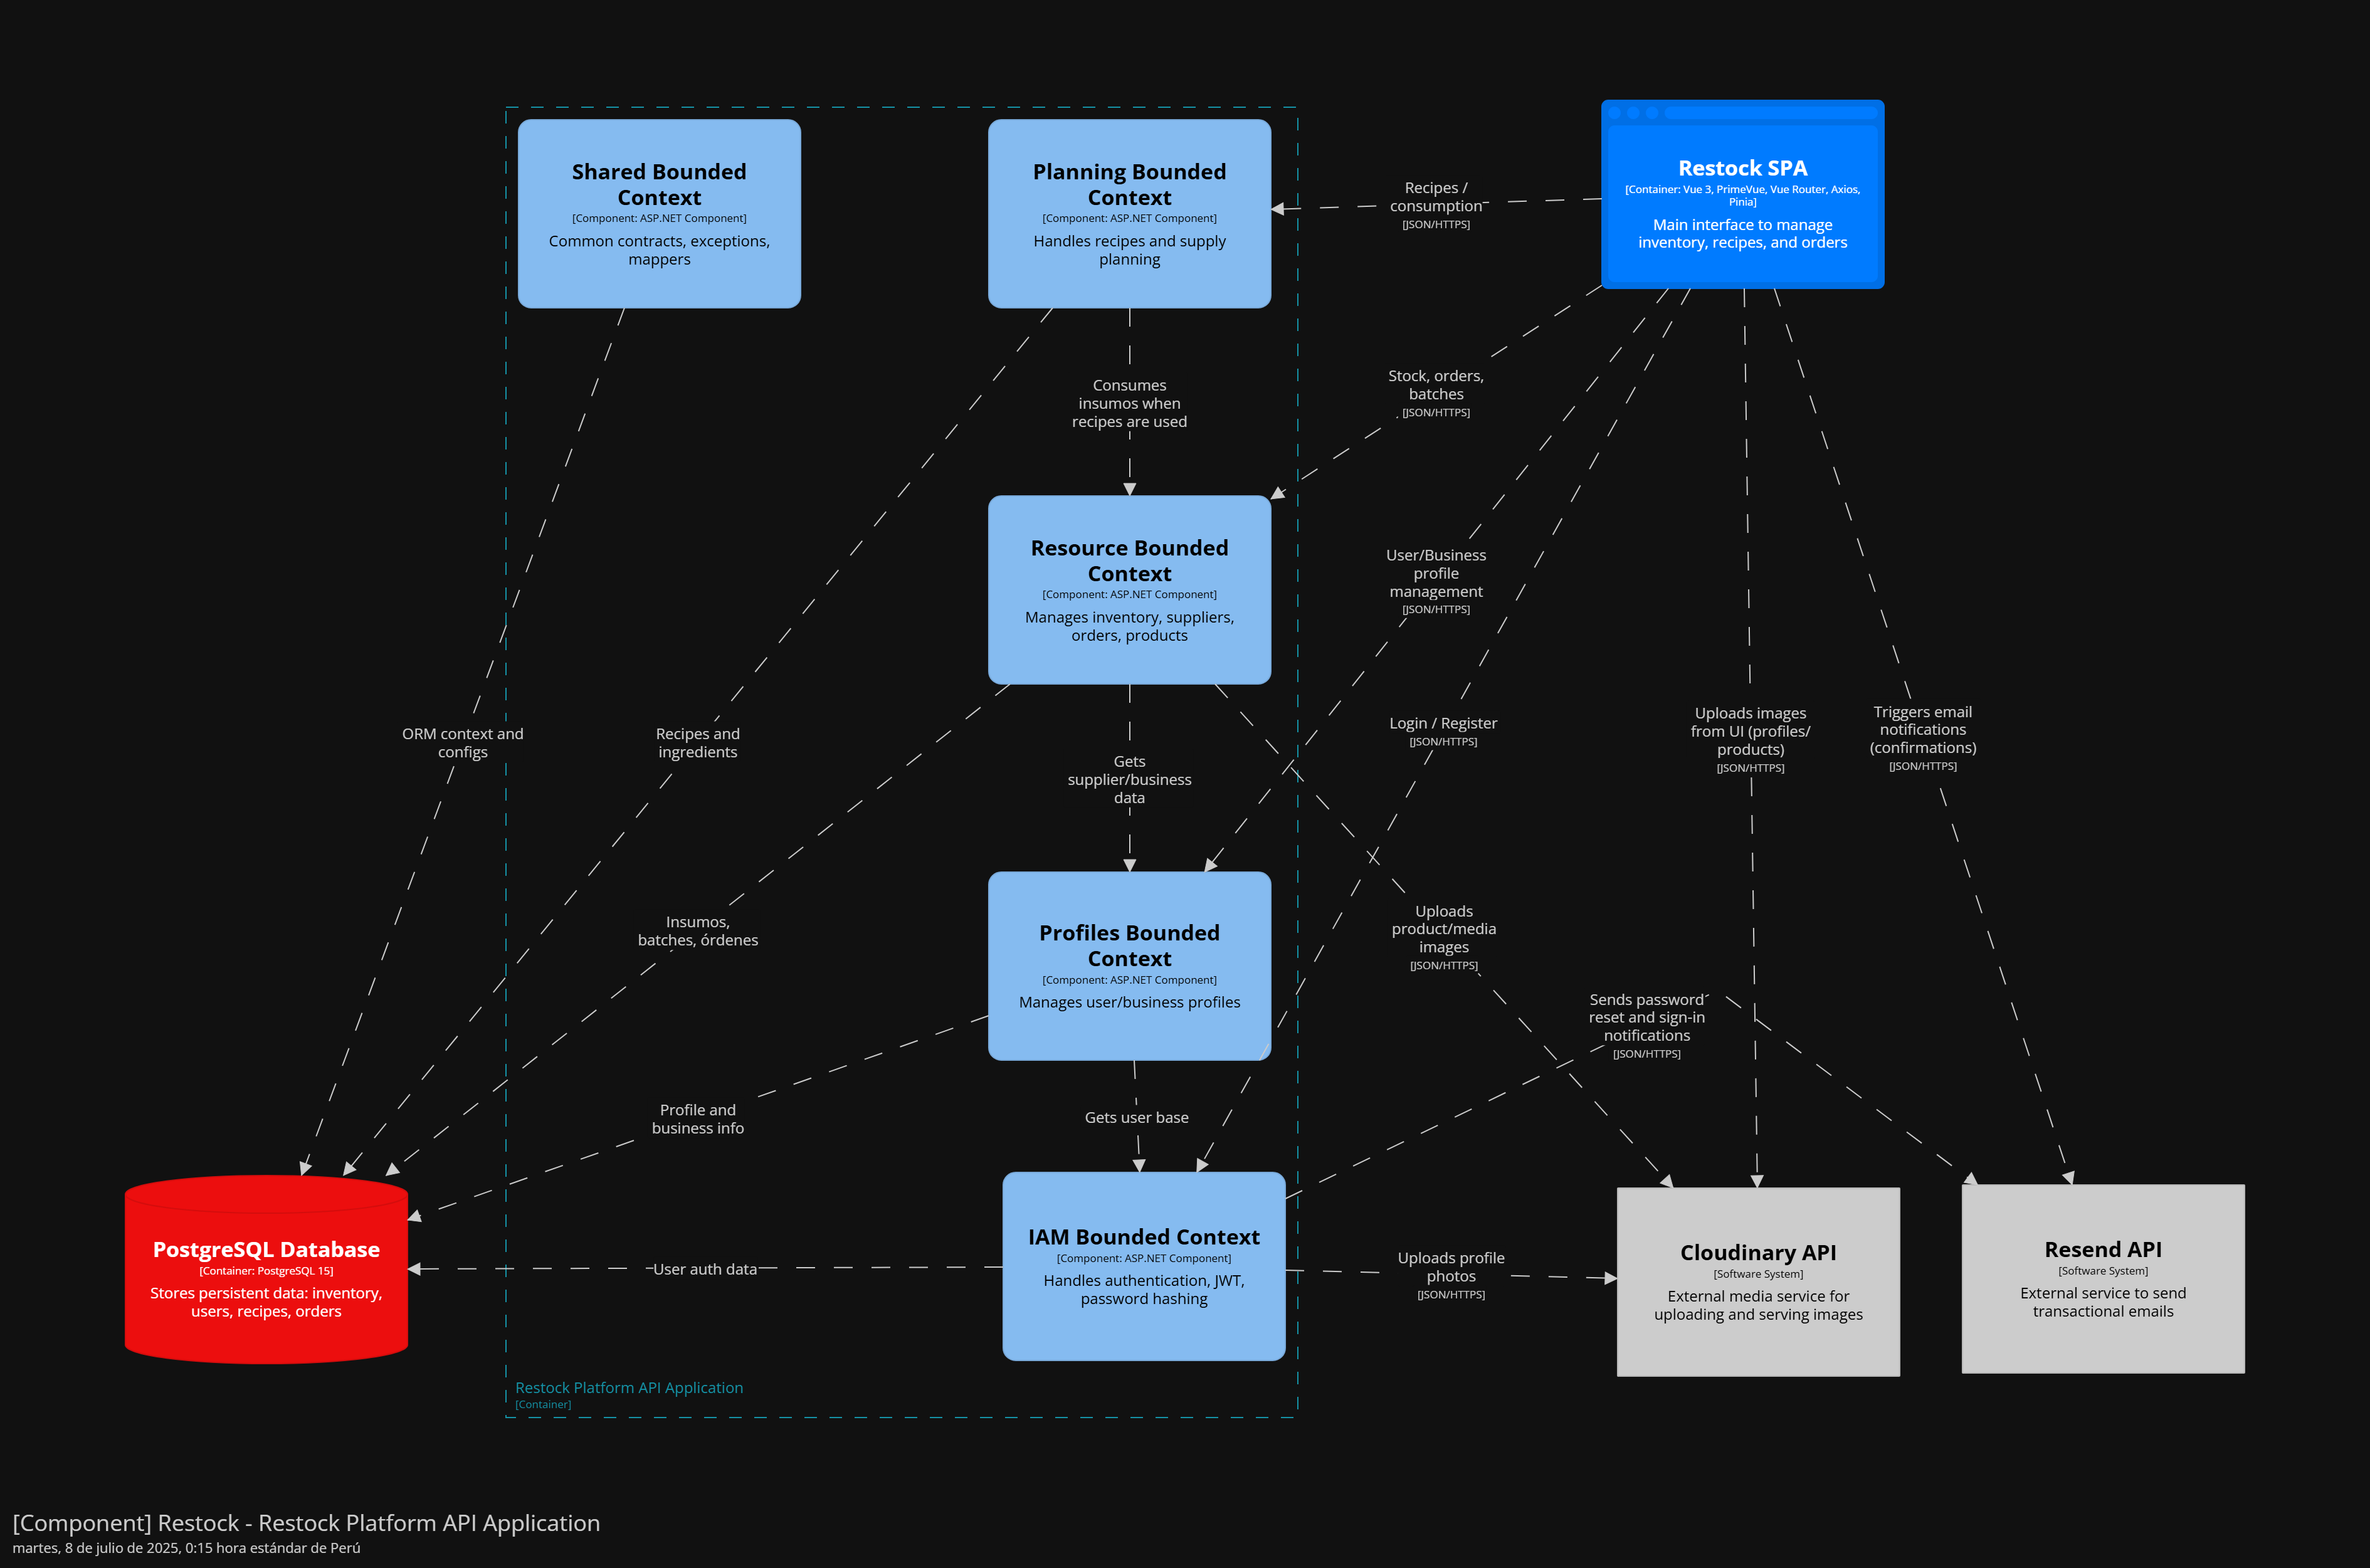 Shared Bounded
Context
[Component: ASP.NET Component]
Common contracts, exceptions,
mappers
Planning Bounded
Context
[Component: ASP.NET Component]
Handles recipes and supply
planning
Recipes /
consumption
[JSON/HTTPS]
Restock SPA
[Container: Vue 3, PrimeVue, Vue Router, Axios,
Pinia]
Main interface to manage
inventory, recipes, and orders
Consumes
insumos when
recipes are used
Stock, orders,
batches
[JSON/HTTPS]
Resource Bounded
Context
[Component: ASP.NET Component]
Manages inventory, suppliers,
orders, products
User/Business
profile
management
[JSON/HTTPS]
ORM context and
configs
Recipes and
ingredients
Gets
supplier/business
data
Login / Register
[JSON/HTTPS]
Uploads images
from UI (profiles/
products)
[JSON/HTTPS]
Triggers email
notifications
(confirmations)
[JSON/HTTPS]
Insumos,
batches, órdenes
Profiles Bounded
Context
[Component: ASP.NET Component]
Manages user/business profiles
Uploads
product/media
images
[JSON/HTTPS]
Sends password
reset and sign-in
notifications
[JSON/HTTPS]
Profile and
business info
Gets user base
PostgreSQL Database
[Container: PostgreSQL 15]
Stores persistent data: inventory,
users, recipes, orders
User auth data
IAM Bounded Context
[Component: ASP.NET Component]
Handles authentication, JWT,
password hashing
Uploads profile
photos
[JSON/HTTPS]
Cloudinary API
[Software System]
External media service for
uploading and serving images
Resend API
[Software System]
External service to send
transactional emails
Restock Platform API Application
[Container]
[Component] Restock - Restock Platform API Application
martes, 8 de julio de 2025, 0:15 hora estándar de Perú